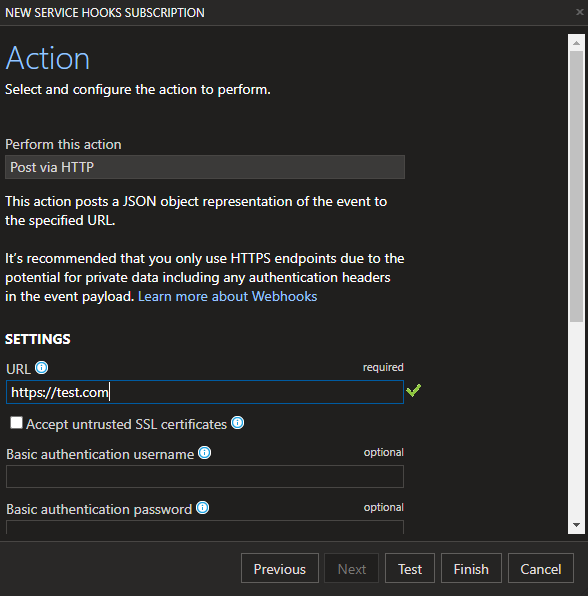 NEW SERVICE HOOKS SUBSCRIPTION
Action
Select and configure the action to perform.
Perform this action
Post via HTTP
This action posts a JSON object representation of the event to
the specified URL.
It's recommended that you only use HTTPS endpoints due to the
potential for private data including any authentication headers
in the event payload. Learn more about Webhooks
SETTINGS
URL required
https://test.com
Accept untrusted SSL certificates
Basic authentication username optional
Basic authentication password optional
Previous Next Test Finish Cancel